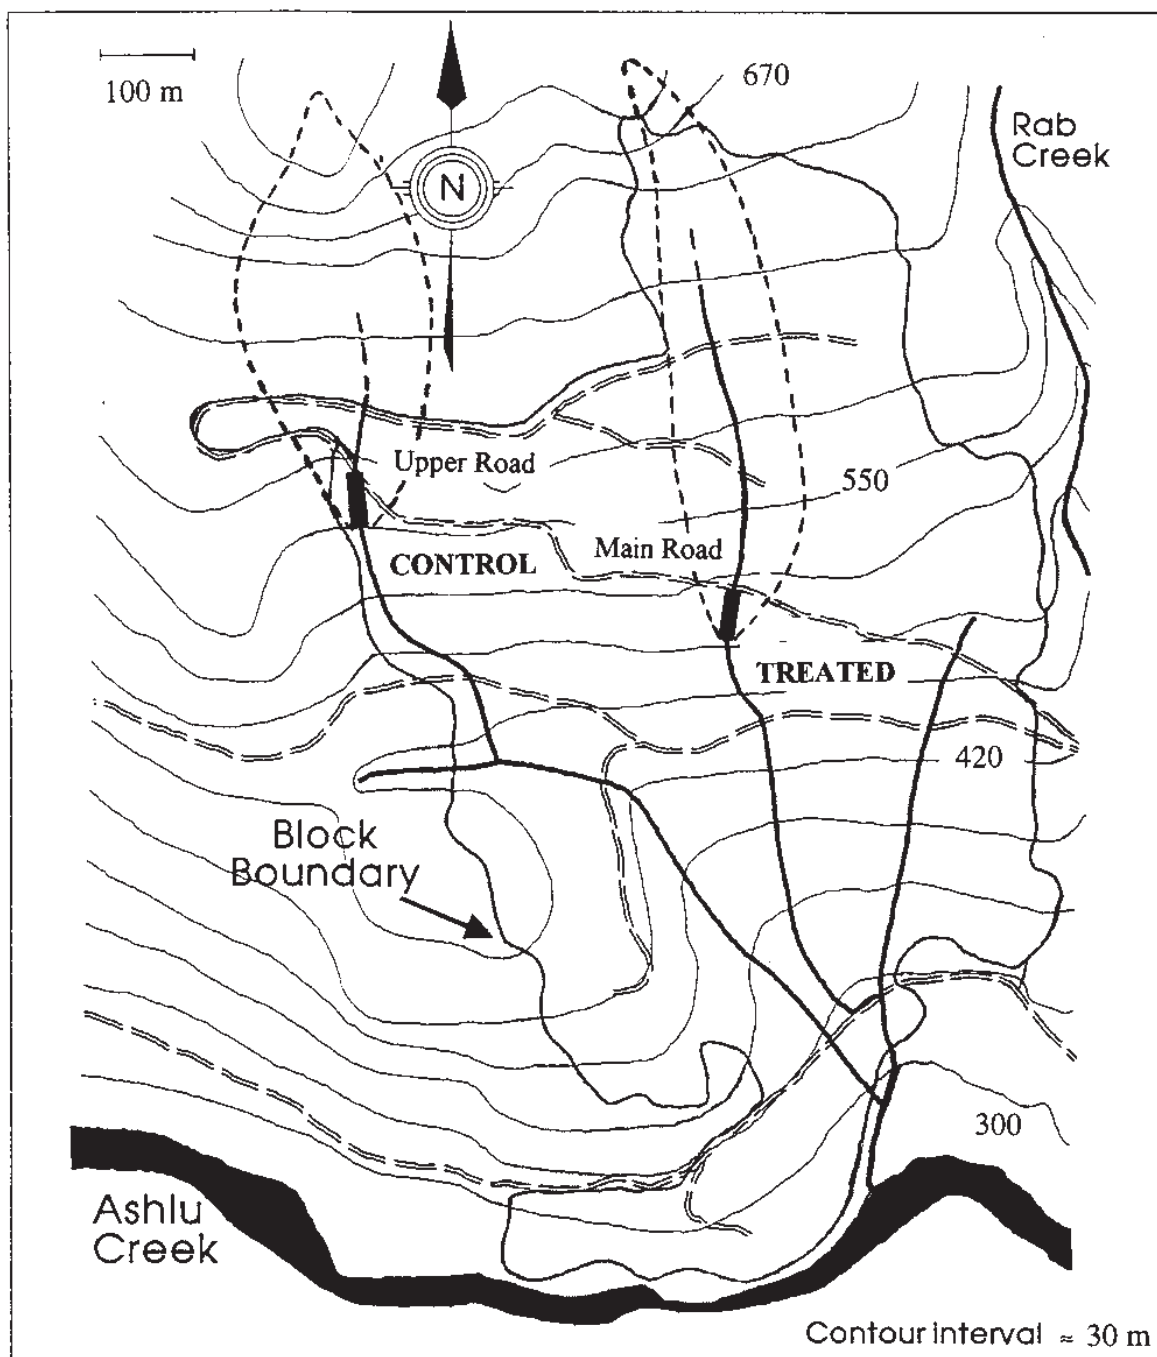 100 m
670
Rab
Creek
N
Upper Road
550
Main Road
CONTROL
TREATED
420
Block
Boundary
300
Ashlu
Creek
Contour interval ≈ 30 m